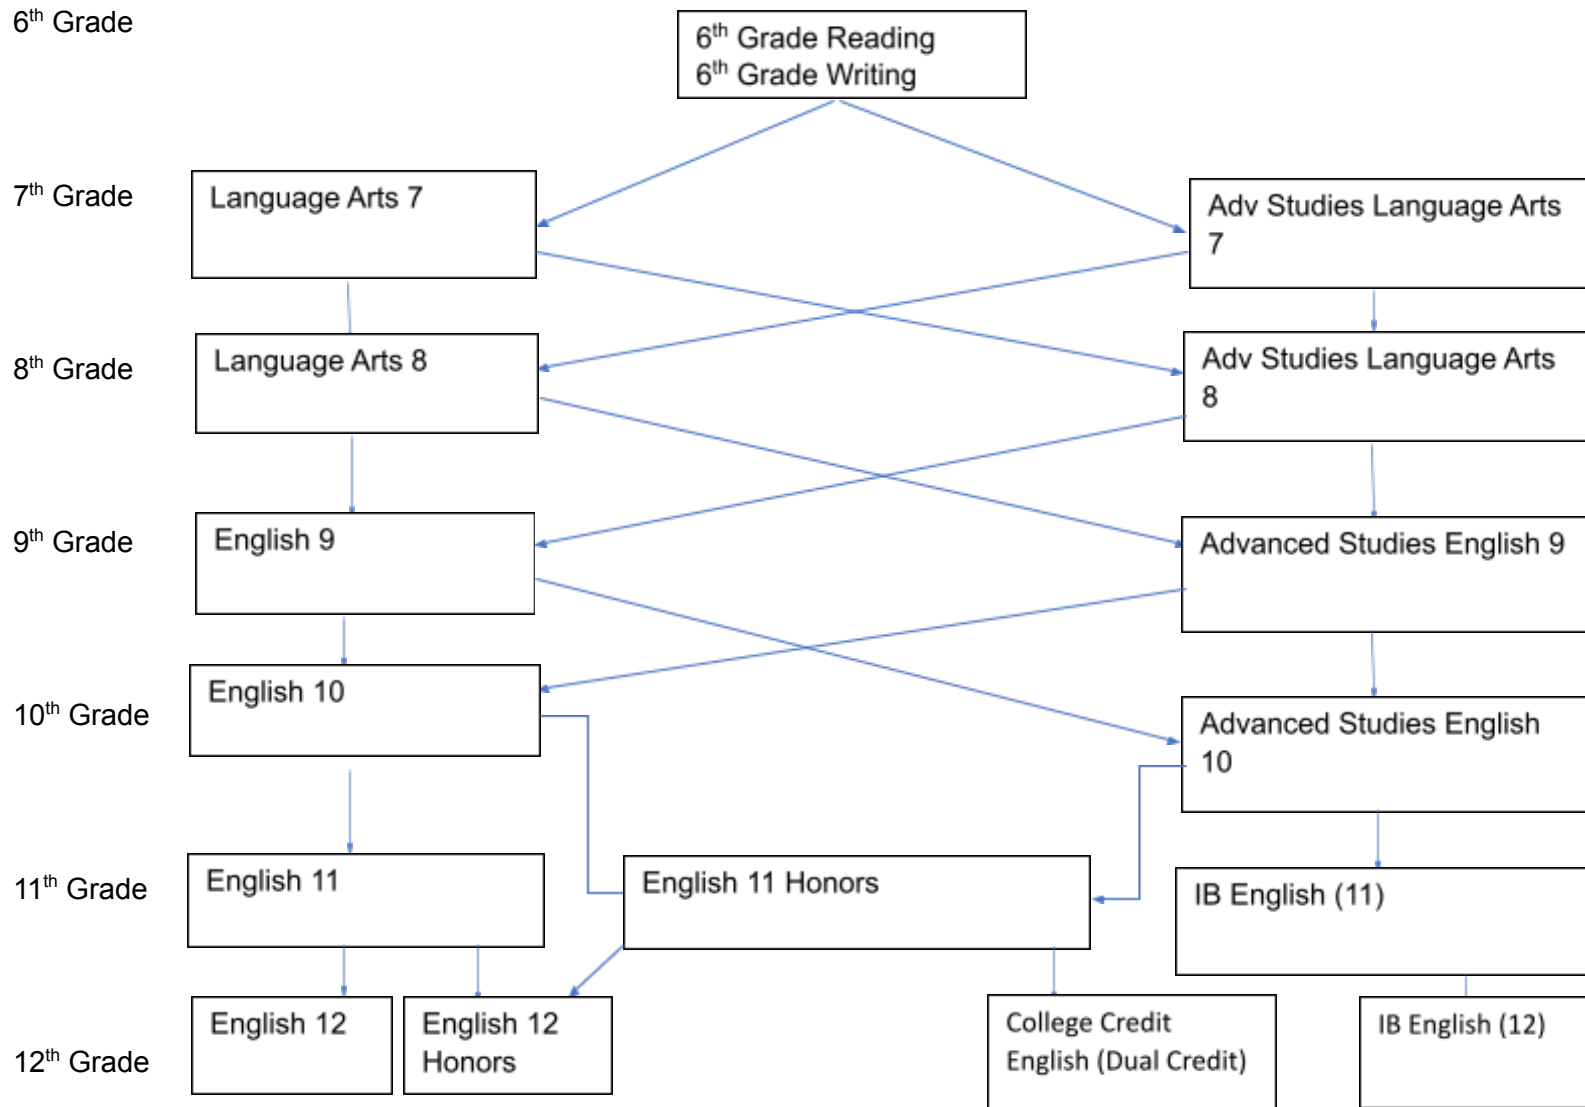 6th Grade
6th Grade Reading
6th Grade Writing
7th Grade
Language Arts 7
Adv Studies Language Arts
7
8th Grade
Language Arts 8
Adv Studies Language Arts
8
9th Grade
English 9
Advanced Studies English 9
10th Grade
English 10
Advanced Studies English
10
11th Grade
English 11
English 11 Honors
IB English (11)
12th Grade
English 12
English 12
Honors
College Credit
English (Dual Credit)
IB English (12)